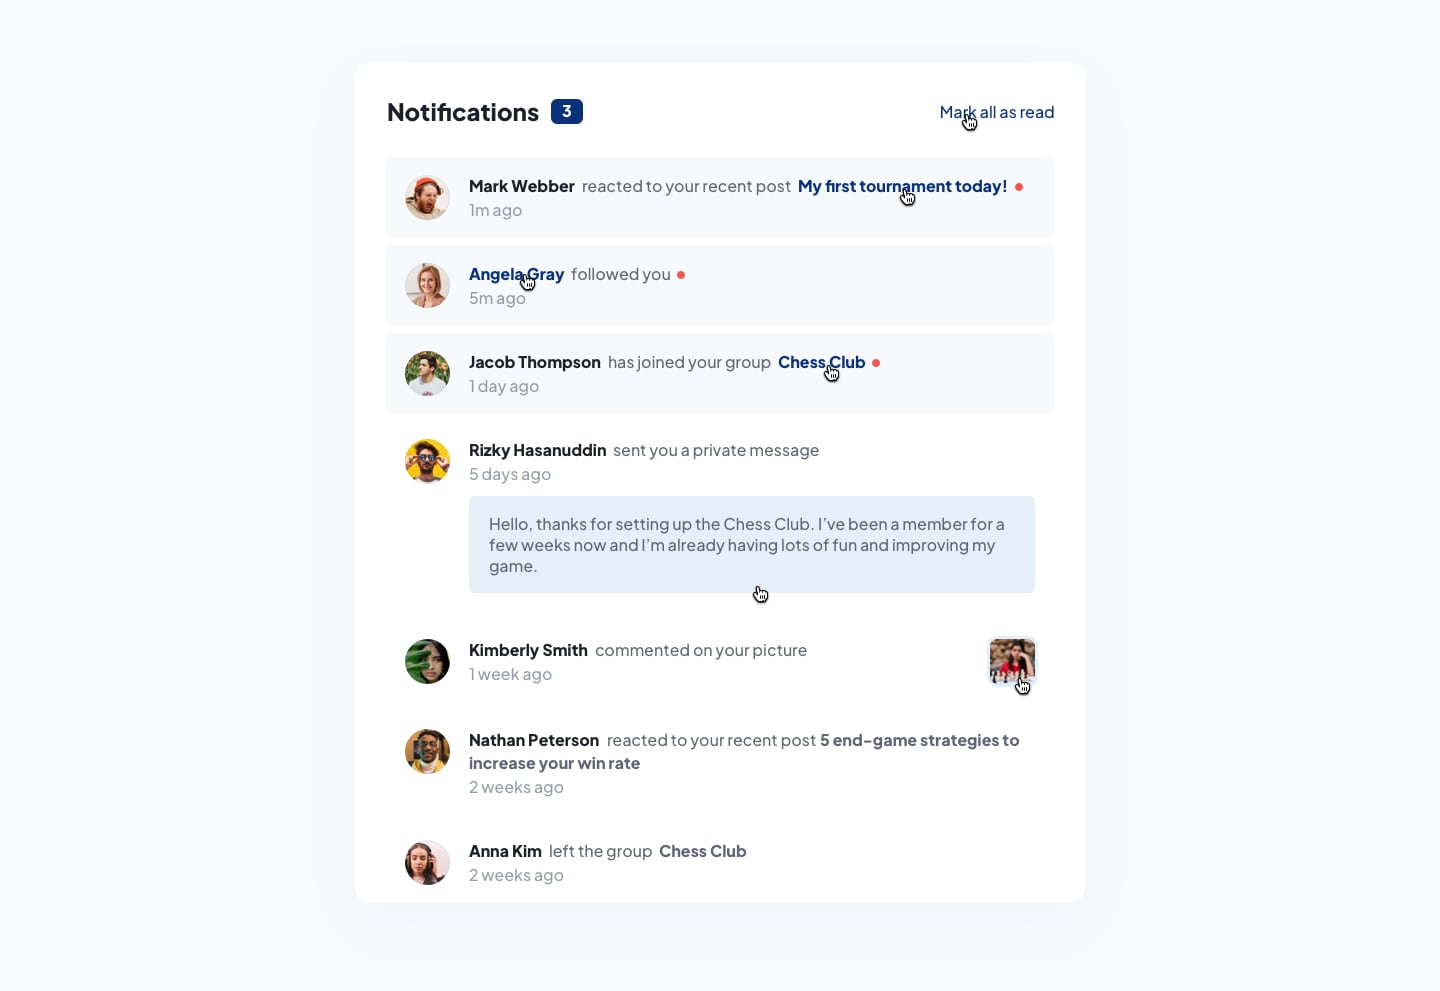 Notifications 3 Mark all as read
Mark Webber reacted to your recent post My first tournament today!
1m ago
Angela Gray followed you
5m ago
Jacob Thompson has joined your group Chess Club
1 day ago
Rizky Hasanuddin sent you a private message
5 days ago
Hello, thanks for setting up the Chess Club. I’ve been a member for a
few weeks now and I’m already having lots of fun and improving my
game.
Kimberly Smith commented on your picture
1 week ago
Nathan Peterson reacted to your recent post 5 end-game strategies to
increase your win rate
2 weeks ago
Anna Kim left the group Chess Club
2 weeks ago